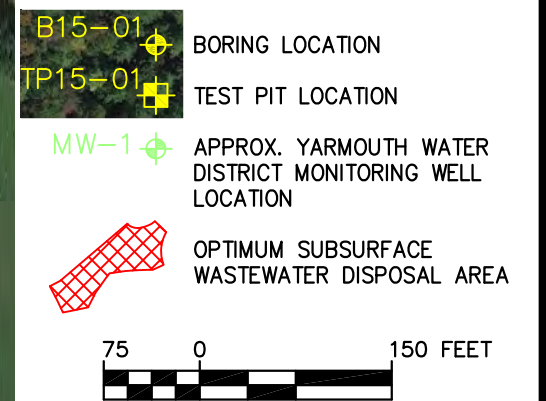 B15-01
BORING LOCATION
TP15-01
TEST PIT LOCATION
MW-1
APPROX. YARMOUTH WATER
DISTRICT MONITORING WELL
LOCATION
OPTIMUM SUBSURFACE
WASTEWATER DISPOSAL AREA
75 0 150 FEET